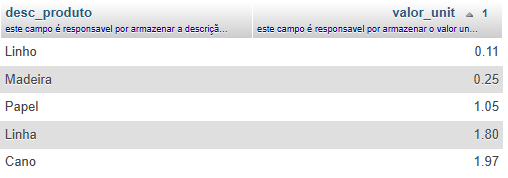 desc_produto valor_unit 1
este campo é responsavel por armazenar a descriçã... este campo é responsavel por armazenar o valor un...
Linho 0.11
Madeira 0.25
Papel 1.05
Linha 1.80
Cano 1.97